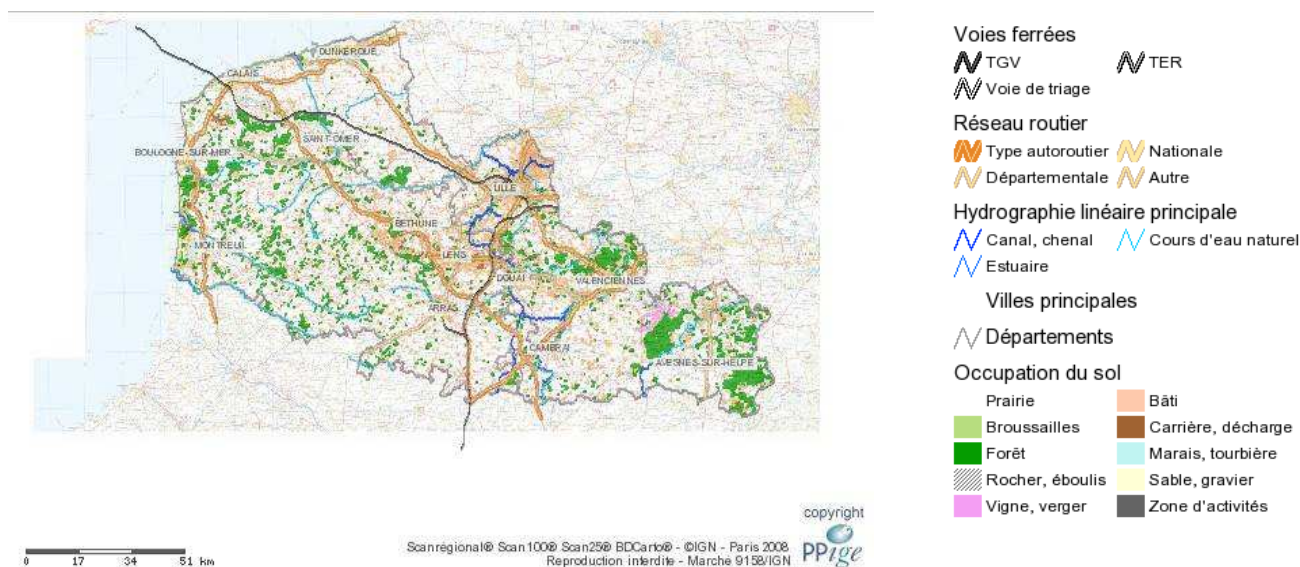 DUNKERQUE
CALAIS
SAINT-OMER
BOULOGNE-SUR-MER
LILLE
BETHUNE
MONTREUIL
LENS
DOUAI
VALENCIENNES
ARRAS
CAMBRAI
AVESNES-SUR-HELPE
0 17 34 51 km
Scanrégional® Scan100® Scan25® BDCarto® - ©IGN - Paris 2008
Reproduction interdite - Marché 9158/IGN
copyright
PPige
Voies ferrées
TGV TER
Voie de triage
Réseau routier
Type autoroutier Nationale
Départementale Autre
Hydrographie linéaire principale
Canal, chenal Cours d'eau naturel
Estuaire
Villes principales
Départements
Occupation du sol
Prairie Bâti
Broussailles Carrière, décharge
Forêt Marais, tourbière
Rocher, éboulis Sable, gravier
Vigne, verger Zone d'activités